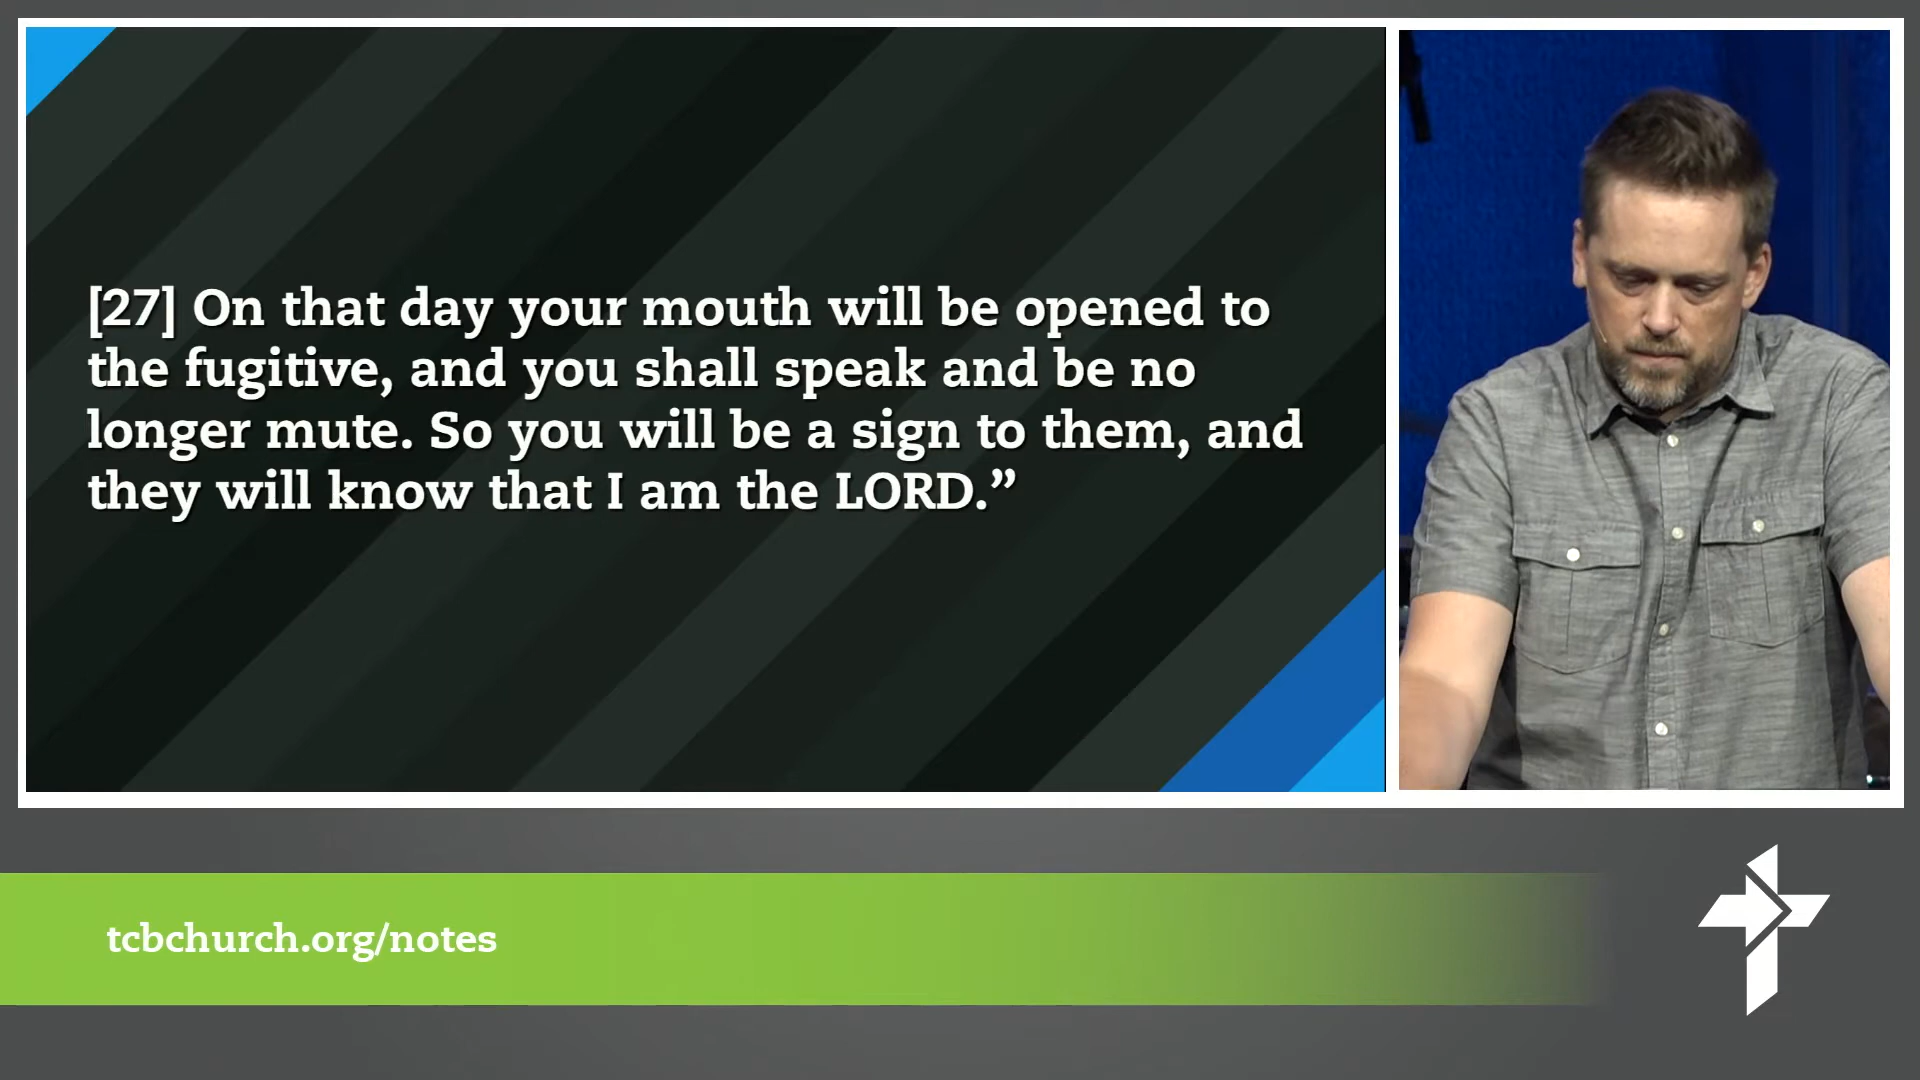 [27] On that day your mouth will be opened to
the fugitive, and you shall speak and be no
longer mute. So you will be a sign to them, and
they will know that I am the LORD.”
tcbchurch.org/notes